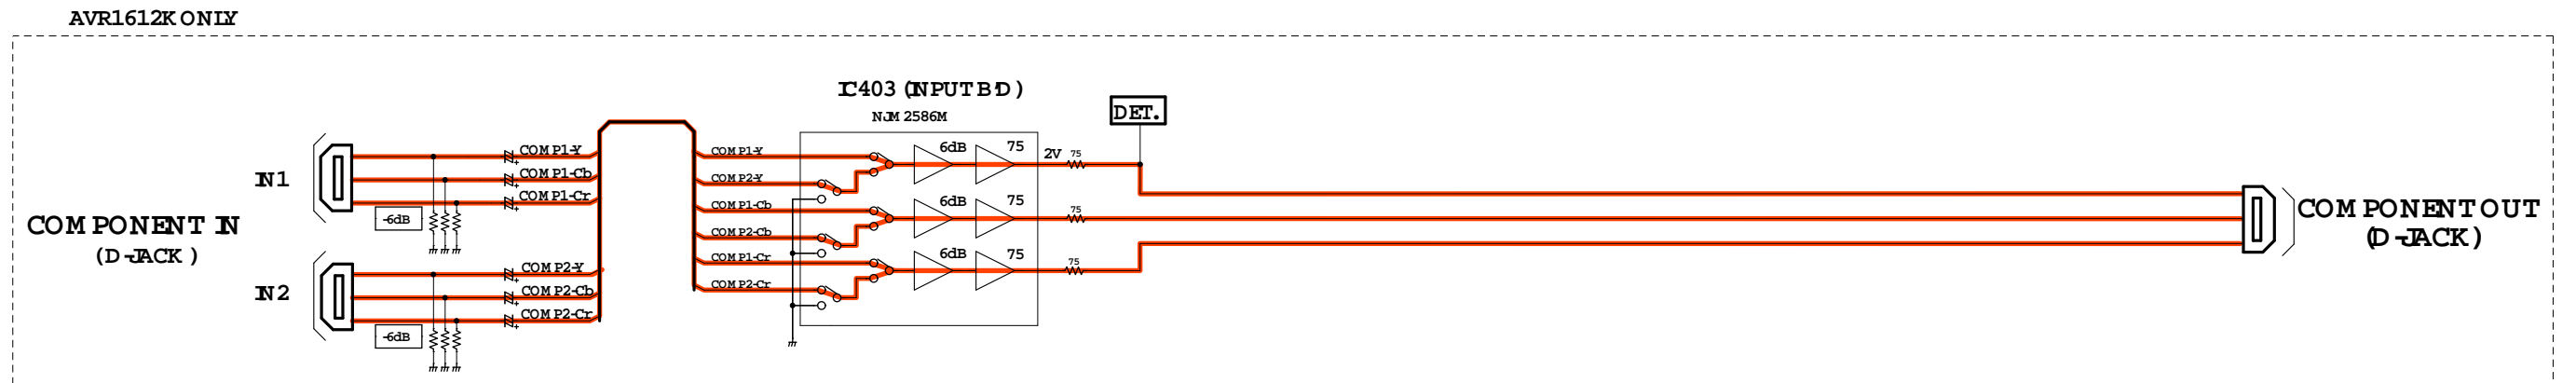 AVR1612K ONLY
IC403 (INPUT B'D)
NJM2586M
DET.
COMP1-Y
COMP1-Cb
COMP1-Cr
IN1
-6dB
COMPONENT IN
(D-JACK)
COMP2-Y
COMP2-Cb
COMP2-Cr
IN2
-6dB
COMP1-Y
COMP2-Y
COMP1-Cb
COMP2-Cb
COMP1-Cr
COMP2-Cr
6dB
75
2V
75
6dB
75
75
6dB
75
75
COMPONENT OUT
(D-JACK)